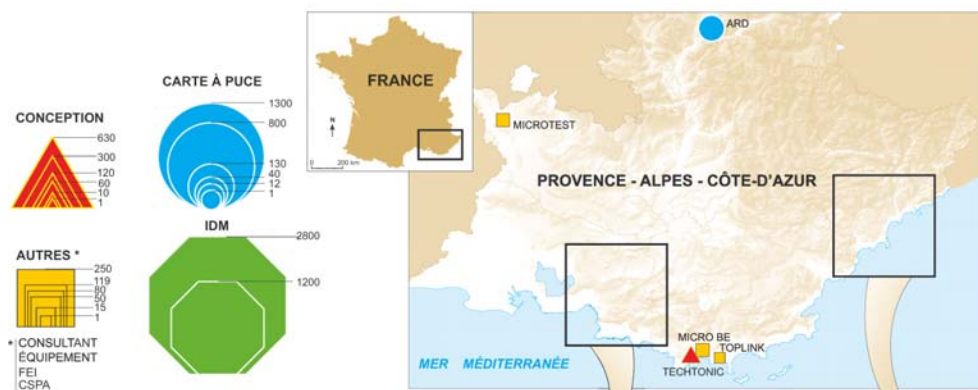 CONCEPTION
630
300
120
60
10
1
CARTE À PUCE
1300
800
130
40
12
1
AUTRES *
250
119
80
50
15
1
* CONSULTANT
ÉQUIPEMENT
FEI
CSPA
IDM
2800
1200
FRANCE
N
0 200 km
ARD
MICROTEST
PROVENCE - ALPES - CÔTE-D'AZUR
MICRO BE
TOPLINK
TECHTONIC
MER MÉDITERRANÉE